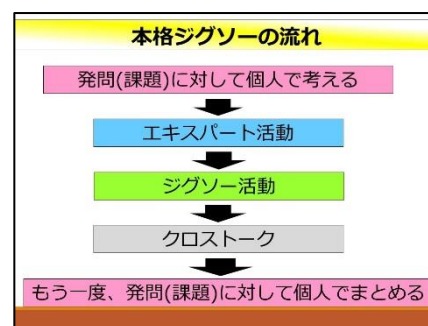 本格ジグソーの流れ
発問(課題)に対して個人で考える
エキスパート活動
ジグソー活動
クロストーク
もう一度、発問(課題)に対して個人でまとめる